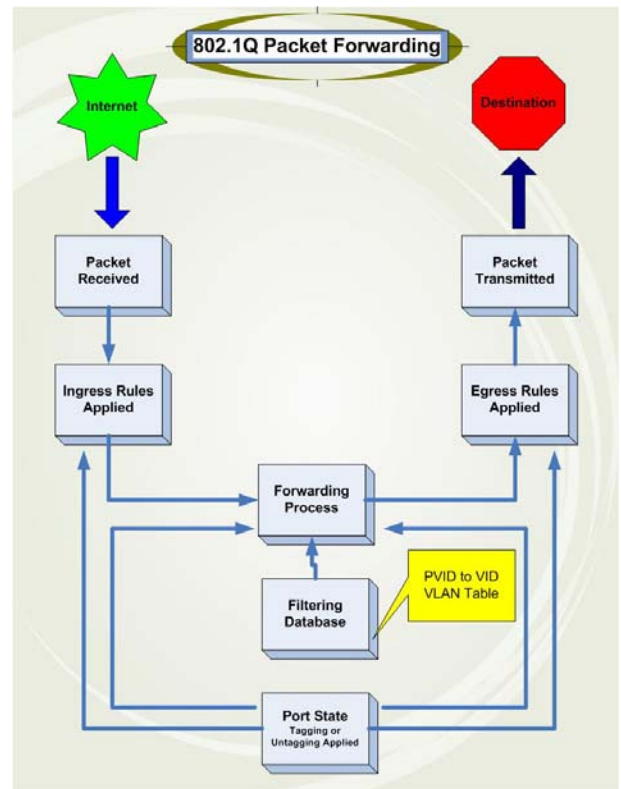 802.1Q Packet Forwarding
Internet
Destination
Packet
Received
Packet
Transmitted
Ingress Rules
Applied
Egress Rules
Applied
Forwarding
Process
PVID to VID
VLAN Table
Filtering
Database
Port State
Tagging or
Untagging Applied